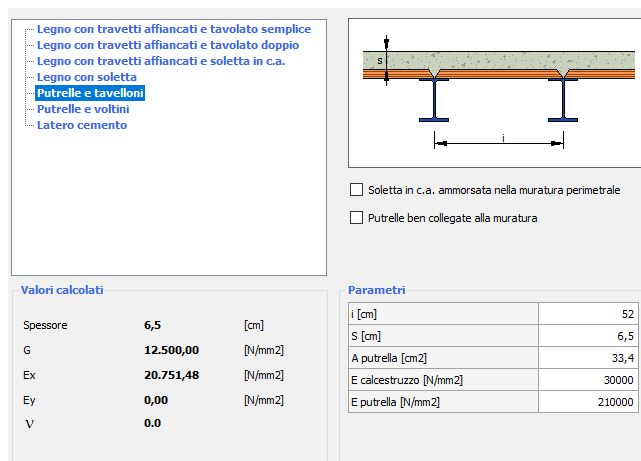 Legno con travetti affiancati e tavolato semplice
Legno con travetti affiancati e tavolato doppio
Legno con travetti affiancati e soletta in c.a.
Legno con soletta
Putrelle e tavelloni
Putrelle e voltini
Latero cemento
s
i
Soletta in c.a. ammorsata nella muratura perimetrale
Putrelle ben collegate alla muratura
Valori calcolati
Spessore 6,5 [cm]
G 12.500,00 [N/mm2]
Ex 20.751,48 [N/mm2]
Ey 0,00 [N/mm2]
ν 0.0
Parametri
i [cm] 52
S [cm] 6,5
A putrella [cm2] 33,4
E calcestruzzo [N/mm2] 30000
E putrella [N/mm2] 210000